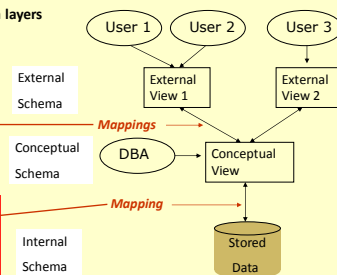 layers
User 1
User 2
User 3
External
Schema
External
View 1
External
View 2
Mappings
Conceptual
Schema
DBA
Conceptual
View
Mapping
Internal
Schema
Stored
Data